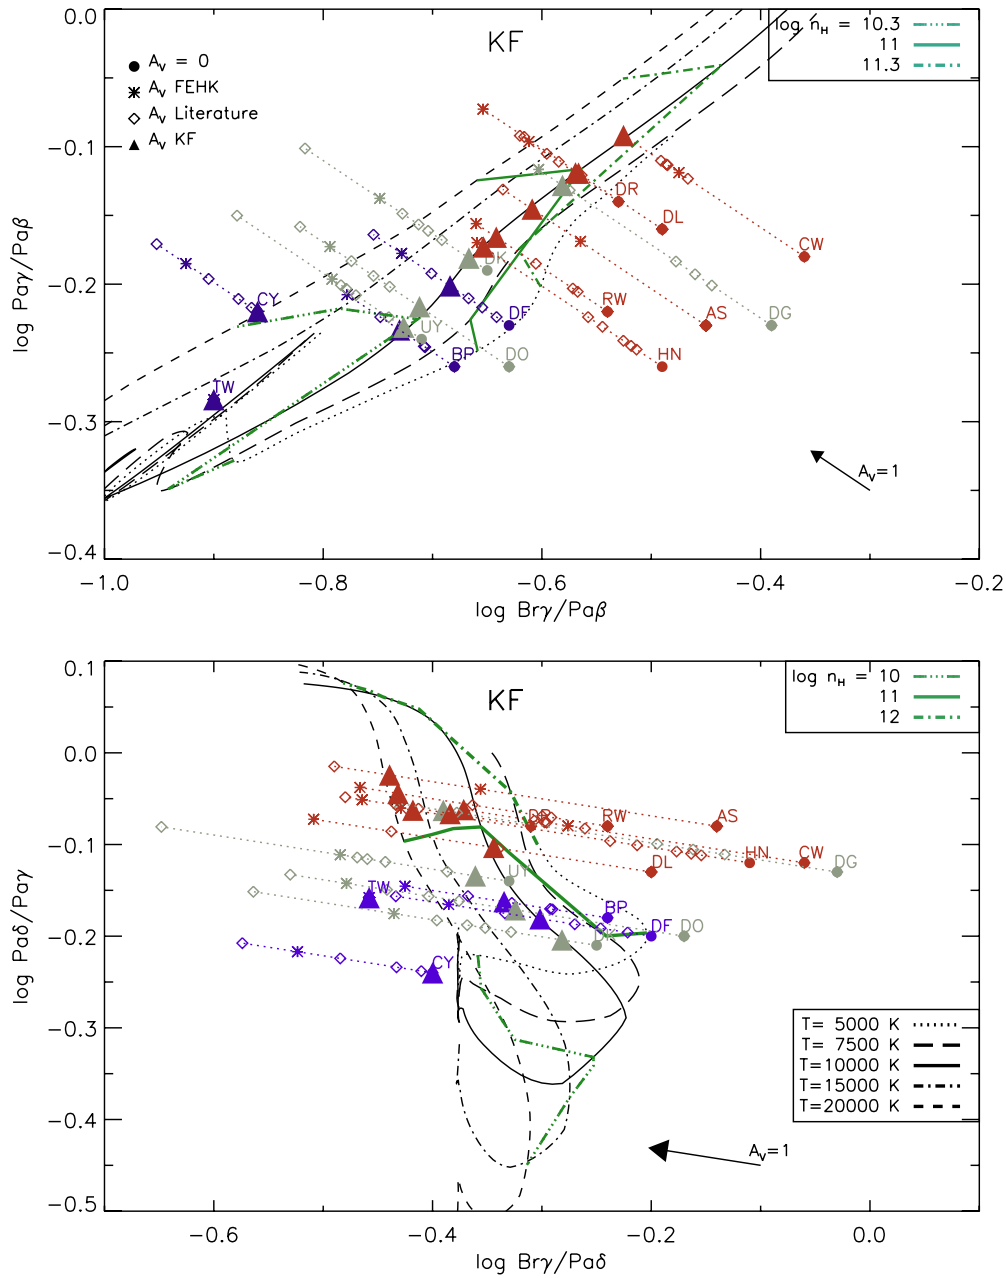 KF
log n_H = 10.3
11
11.3
A_V = 0
A_V FEHK
A_V Literature
A_V KF
0.0
−0.1
−0.2
−0.3
−0.4
log Paγ/Paβ
DR
DL
CW
DK
CY
DF
RW
AS
DG
UY
BP
DO
HN
TW
A_V=1
−1.0
−0.8
−0.6
−0.4
−0.2
log Brγ/Paβ
KF
log n_H = 10
11
12
0.1
0.0
−0.1
−0.2
−0.3
−0.4
−0.5
log Paδ/Paγ
DR
RW
AS
DL
HN
CW
DG
UY
TW
BP
DF
DO
CY
T= 5000 K
T= 7500 K
T=10000 K
T=15000 K
T=20000 K
A_V=1
−0.6
−0.4
−0.2
0.0
log Brγ/Paδ